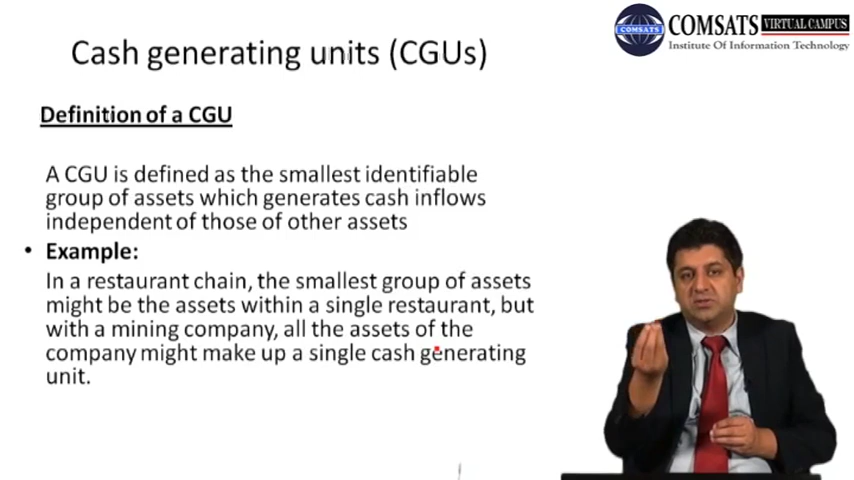 COMSATS VIRTUAL CAMPUS
COMSATS
Institute Of Information Technology
Cash generating units (CGUs)
Definition of a CGU
A CGU is defined as the smallest identifiable
group of assets which generates cash inflows
independent of those of other assets
• Example:
In a restaurant chain, the smallest group of assets
might be the assets within a single restaurant, but
with a mining company, all the assets of the
company might make up a single cash generating
unit.